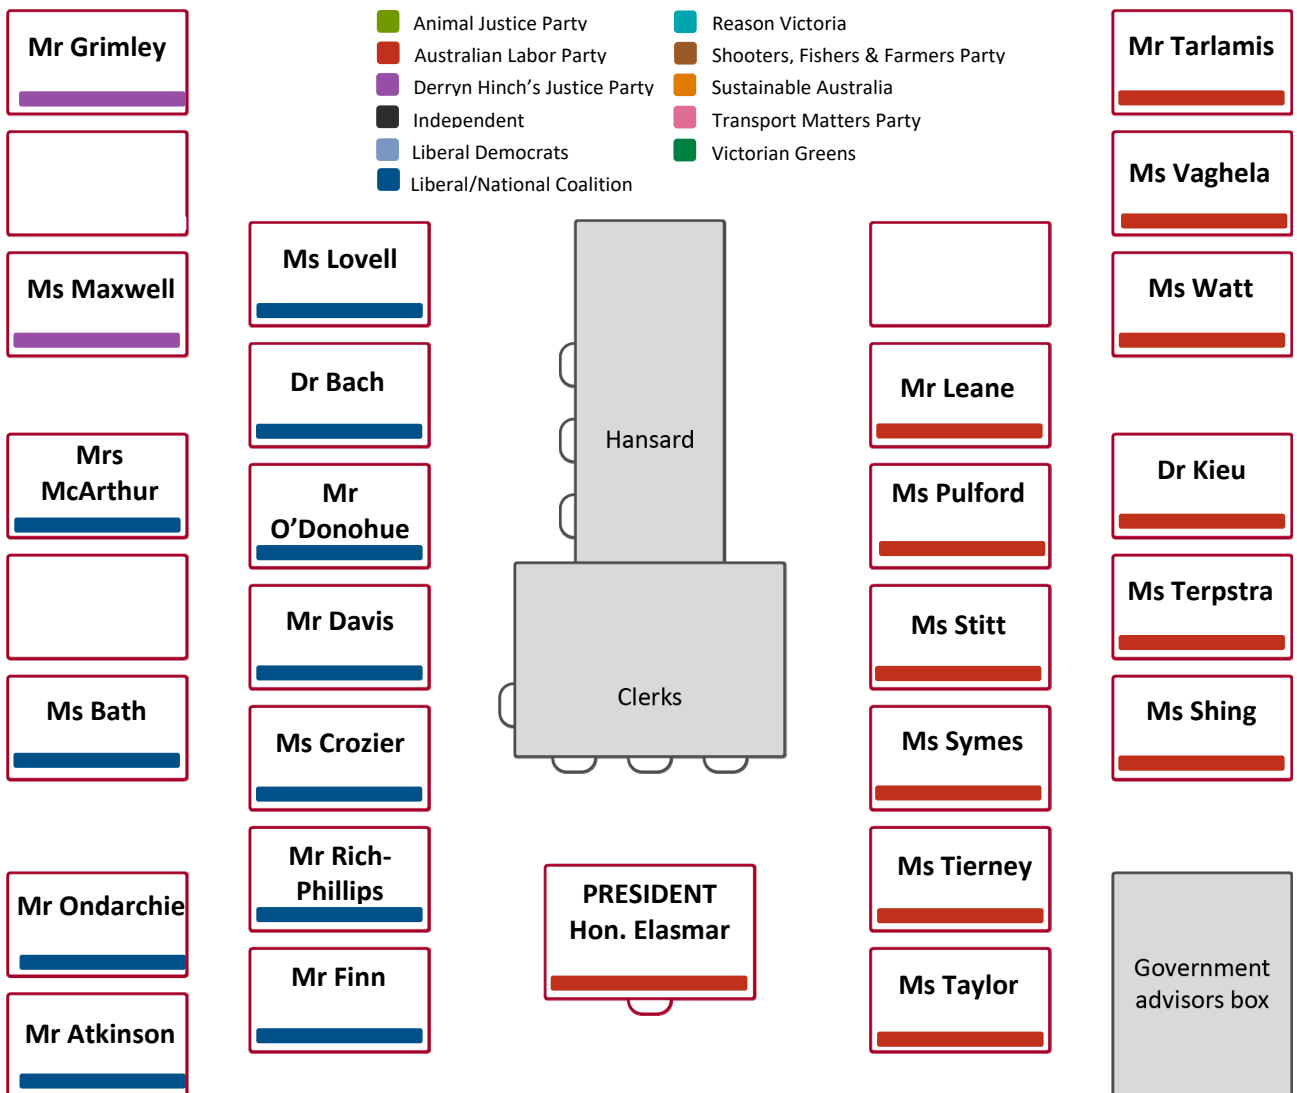 Mr Grimley
Ms Maxwell
Mrs
McArthur
Ms Bath
Mr Ondarchie
Mr Atkinson
Animal Justice Party
Australian Labor Party
Derryn Hinch’s Justice Party
Independent
Liberal Democrats
Liberal/National Coalition
Reason Victoria
Shooters, Fishers & Farmers Party
Sustainable Australia
Transport Matters Party
Victorian Greens
Ms Lovell
Dr Bach
Mr
O’Donohue
Mr Davis
Ms Crozier
Mr Rich-
Phillips
Mr Finn
Hansard
Clerks
PRESIDENT
Hon. Elasmar
Mr Leane
Ms Pulford
Ms Stitt
Ms Symes
Ms Tierney
Ms Taylor
Mr Tarlamis
Ms Vaghela
Ms Watt
Dr Kieu
Ms Terpstra
Ms Shing
Government
advisors box